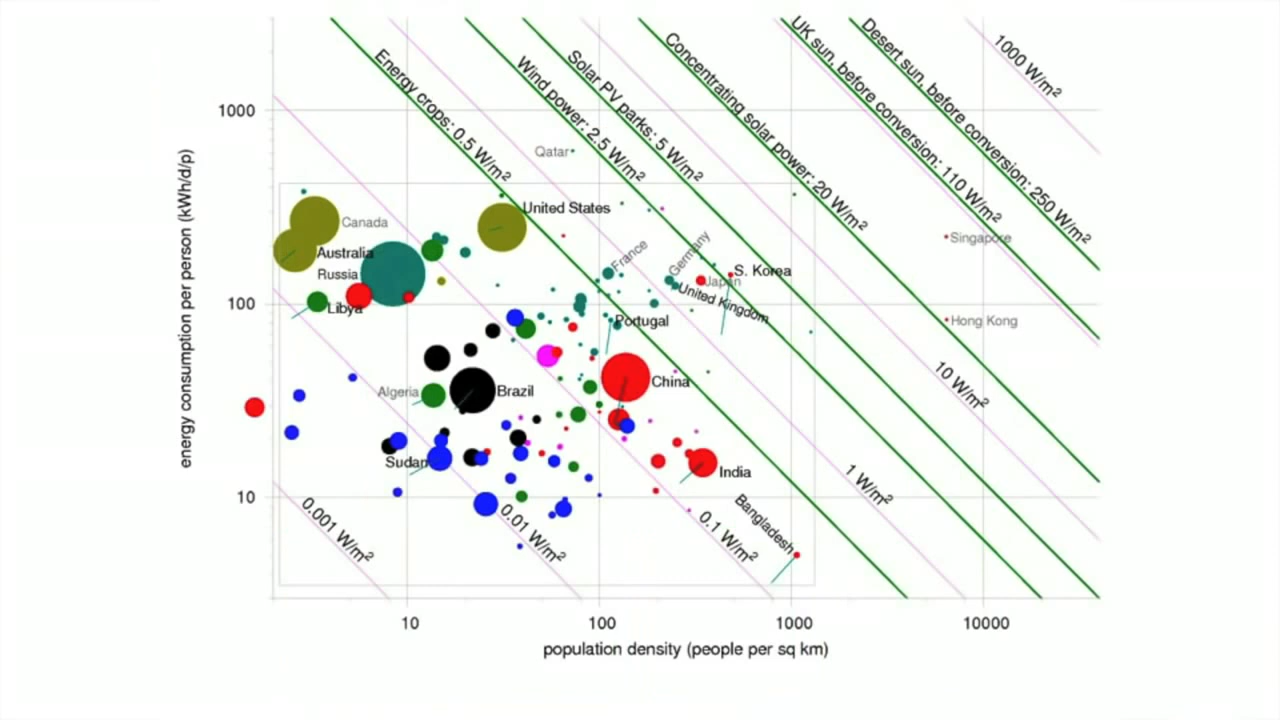 1000 W/m²
Desert sun, before conversion: 250 W/m²
UK sun, before conversion: 110 W/m²
Concentrating solar power: 20 W/m²
Solar PV parks: 5 W/m²
Wind power: 2.5 W/m²
Energy crops: 0.5 W/m²
1000
100
10
energy consumption per person (kWh/d/p)
Qatar
Canada
United States
Australia
Russia
Libya
France
Germany
Japan
S. Korea
United Kingdom
Portugal
Singapore
Hong Kong
Algeria
Brazil
China
Sudan
India
Bangladesh
10 W/m²
1 W/m²
0.1 W/m²
0.01 W/m²
0.001 W/m²
10
100
1000
10000
population density (people per sq km)